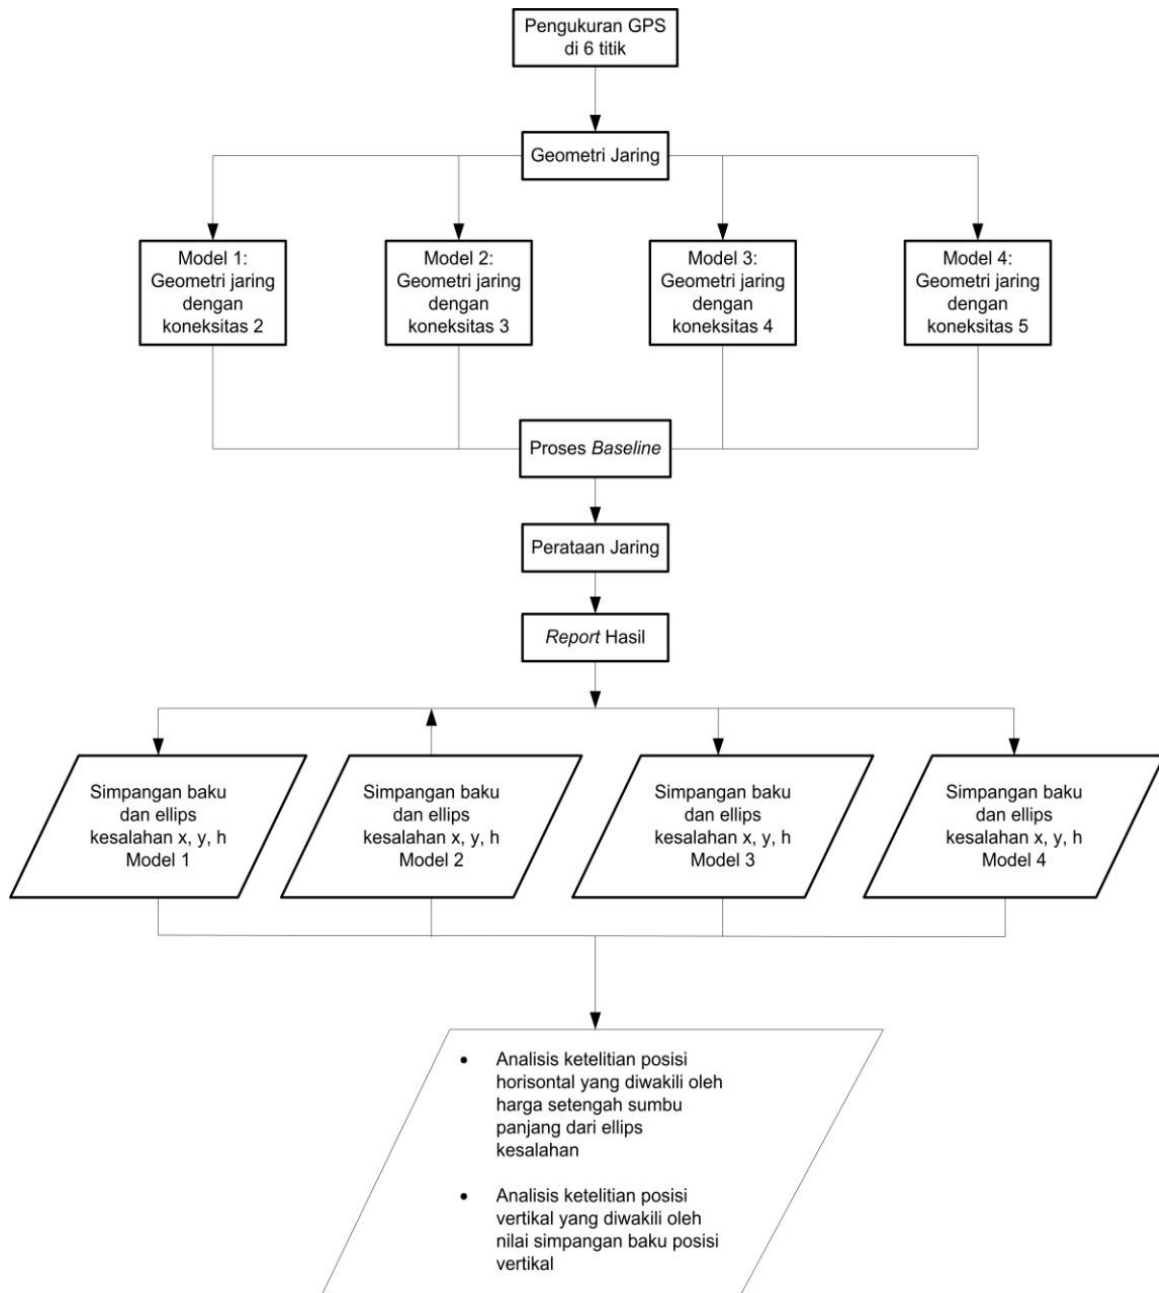 Pengukuran GPS
di 6 titik
Geometri Jaring
Model 1:
Geometri jaring
dengan
koneksitas 2
Model 2:
Geometri jaring
dengan
koneksitas 3
Model 3:
Geometri jaring
dengan
koneksitas 4
Model 4:
Geometri jaring
dengan
koneksitas 5
Proses Baseline
Perataan Jaring
Report Hasil
Simpangan baku
dan ellips
kesalahan x, y, h
Model 1
Simpangan baku
dan ellips
kesalahan x, y, h
Model 2
Simpangan baku
dan ellips
kesalahan x, y, h
Model 3
Simpangan baku
dan ellips
kesalahan x, y, h
Model 4
• Analisis ketelitian posisi
horisontal yang diwakili oleh
harga setengah sumbu
panjang dari ellips
kesalahan
• Analisis ketelitian posisi
vertikal yang diwakili oleh
nilai simpangan baku posisi
vertikal